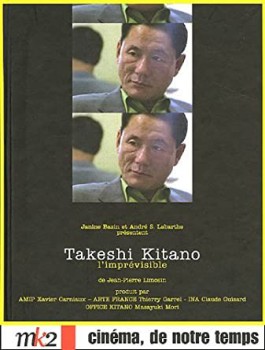 Janine Bazin et André S. Labarthe
présentent
Takeshi Kitano
l'imprévisible
de Jean-Pierre Limosin
produit par
AMIP Xavier Carniaux - ARTE FRANCE Thierry Garrel - INA Claude Guisard
OFFICE KITANO Masayuki Mori
mk2 cinéma, de notre temps